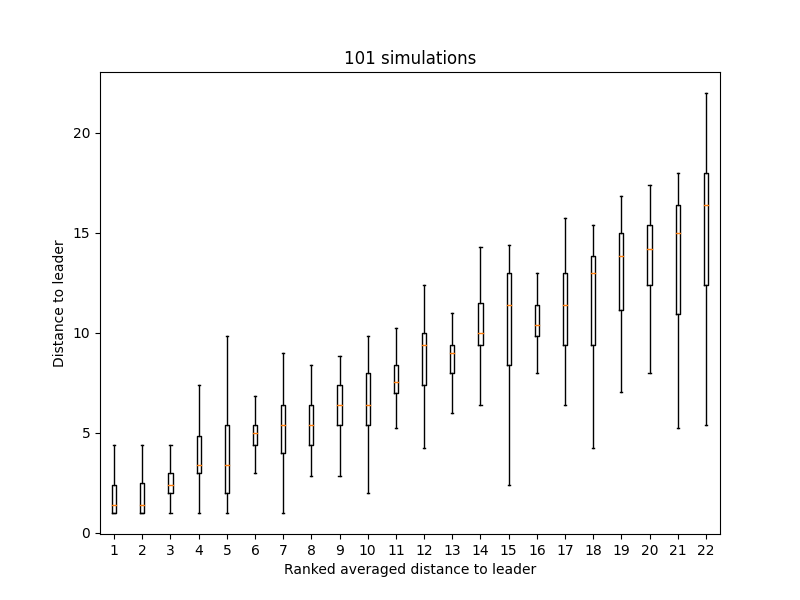 101 simulations
Distance to leader
20
15
10
5
0
1 2 3 4 5 6 7 8 9 10 11 12 13 14 15 16 17 18 19 20 21 22
Ranked averaged distance to leader